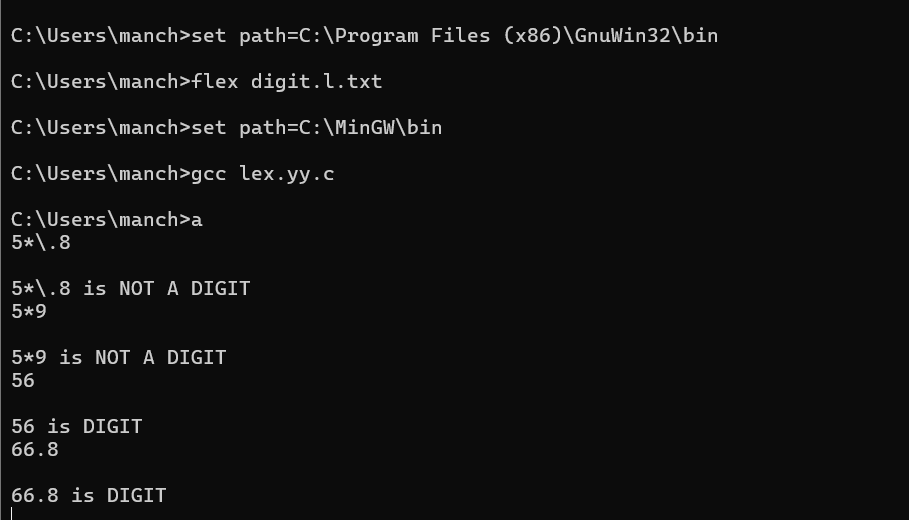 C:\Users\manch>set path=C:\Program Files (x86)\GnuWin32\bin
C:\Users\manch>flex digit.l.txt
C:\Users\manch>set path=C:\MinGW\bin
C:\Users\manch>gcc lex.yy.c
C:\Users\manch>a
5*\.8
5*\.8 is NOT A DIGIT
5*9
5*9 is NOT A DIGIT
56
56 is DIGIT
66.8
66.8 is DIGIT